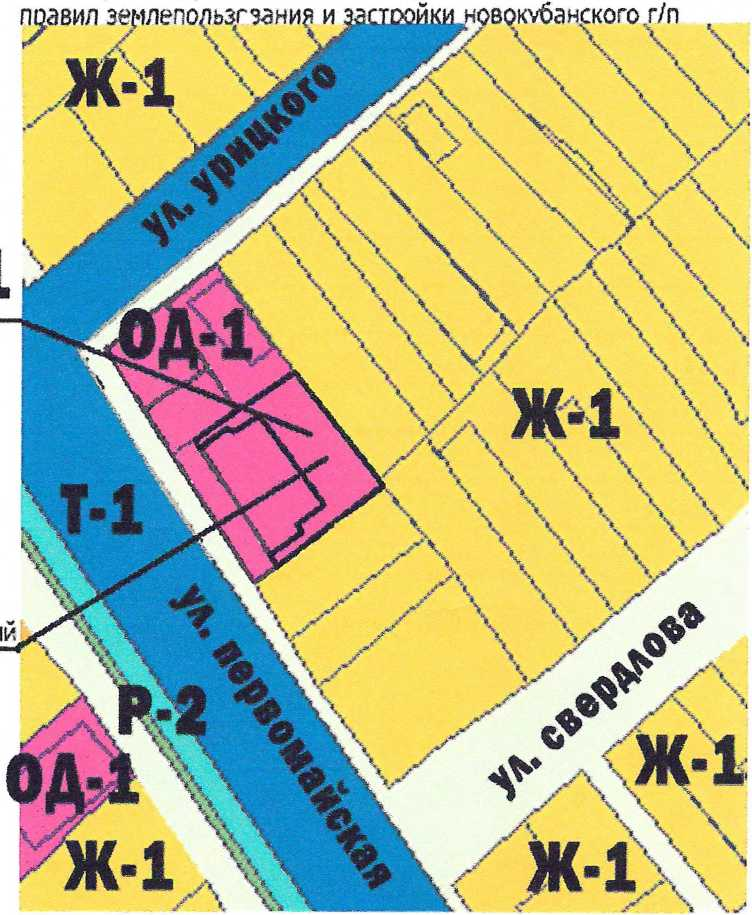 правил землепольззвания и застройки новокубанского г/п
Ж-1
ул. урицкого
ОД-1
Ж-1
Т-1
ул. первомайская
ул. свердлова
Р-2
ОД-1
Ж-1
Ж-1
Ж-1